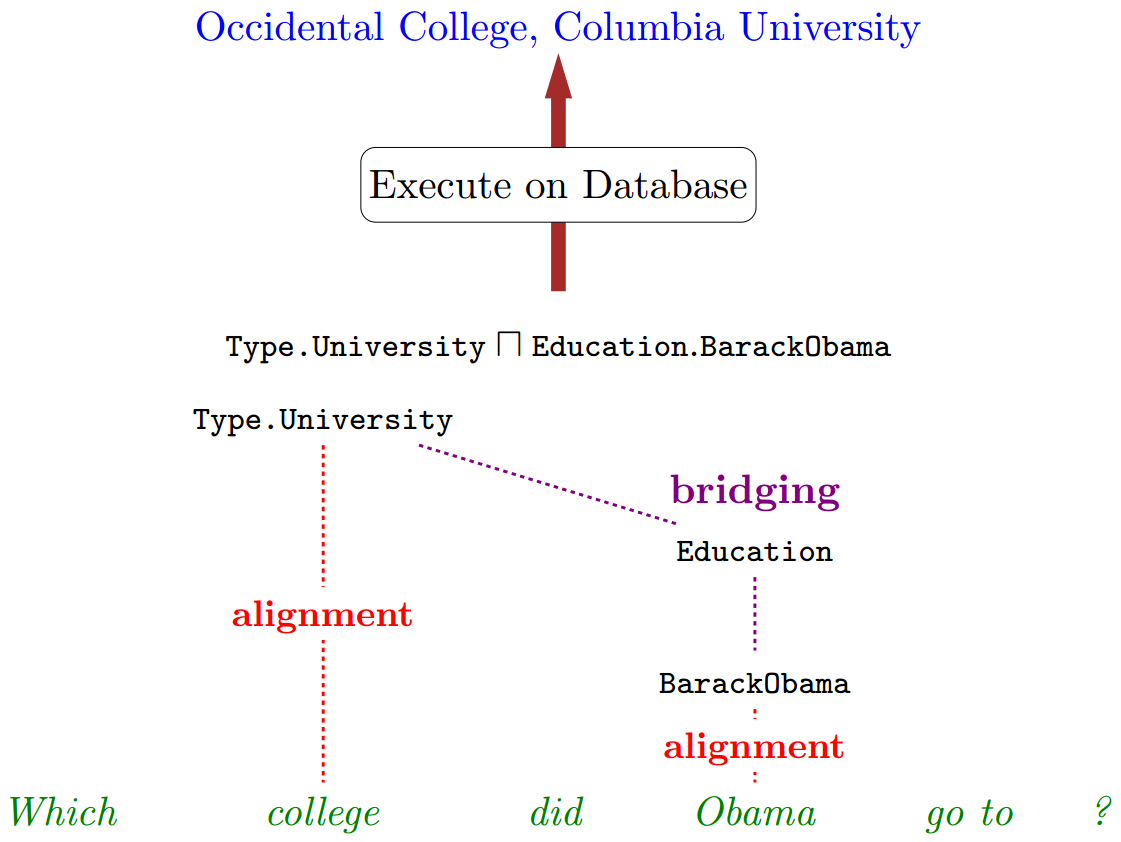 Occidental College, Columbia University
Execute on Database
Type.University ⊓ Education.BarackObama
Type.University
bridging
Education
alignment
BarackObama
alignment
Which college did Obama go to ?